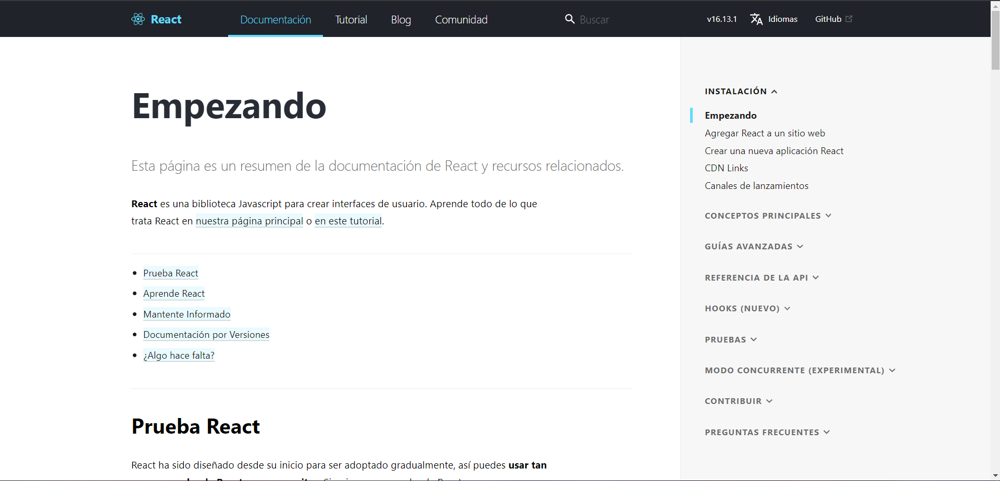 React
Documentación
Tutorial
Blog
Comunidad
Buscar
v16.13.1
Idiomas
GitHub
Empezando
Esta página es un resumen de la documentación de React y recursos relacionados.
React es una biblioteca Javascript para crear interfaces de usuario. Aprende todo de lo que
trata React en nuestra página principal o en este tutorial.
Prueba React
Aprende React
Mantente Informado
Documentación por Versiones
¿Algo hace falta?
Prueba React
React ha sido diseñado desde su inicio para ser adoptado gradualmente, así puedes usar tan
INSTALACIÓN
Empezando
Agregar React a un sitio web
Crear una nueva aplicación React
CDN Links
Canales de lanzamientos
CONCEPTOS PRINCIPALES
GUÍAS AVANZADAS
REFERENCIA DE LA API
HOOKS (NUEVO)
PRUEBAS
MODO CONCURRENTE (EXPERIMENTAL)
CONTRIBUIR
PREGUNTAS FRECUENTES